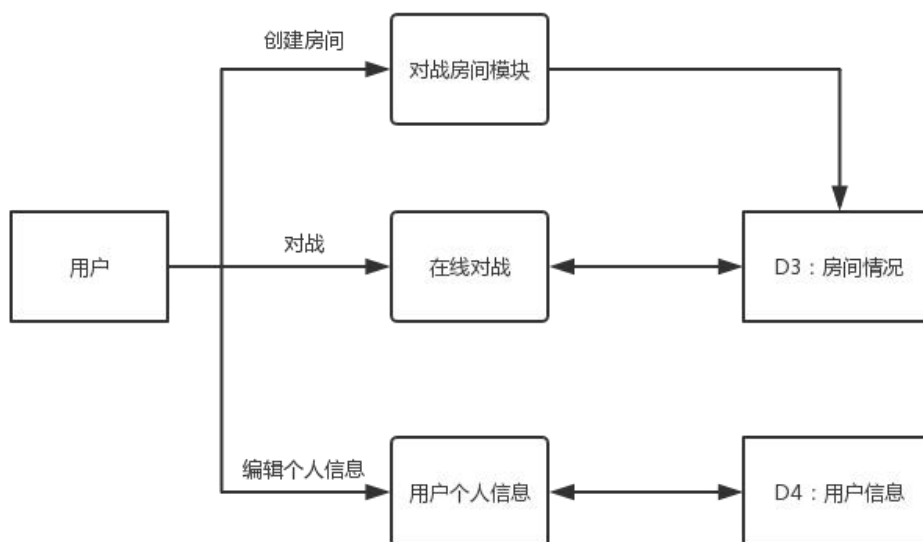 创建房间
对战房间模块
用户
对战
在线对战
D3：房间情况
编辑个人信息
用户个人信息
D4：用户信息